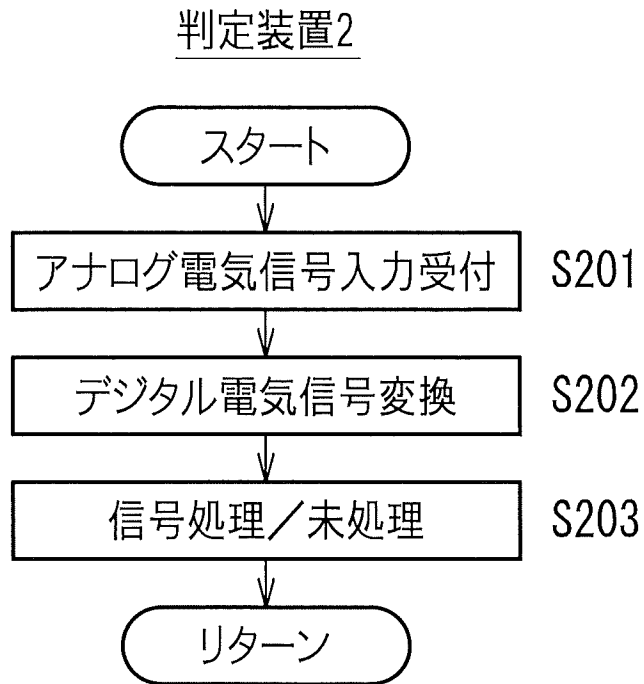 判定装置2
スタート
アナログ電気信号入力受付 S201
デジタル電気信号変換 S202
信号処理／未処理 S203
リターン